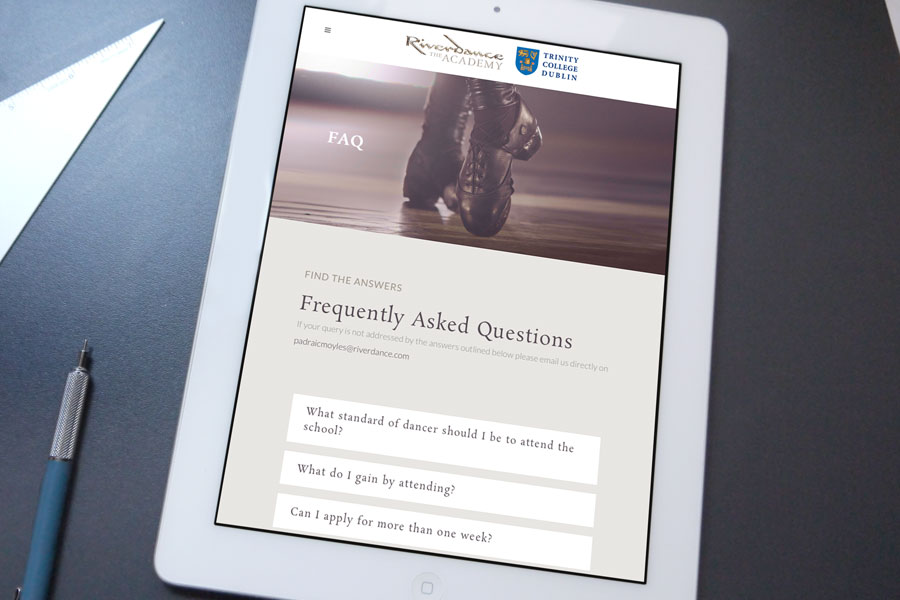 Riverdance
THE ACADEMY
TRINITY
COLLEGE
DUBLIN
FAQ
FIND THE ANSWERS
Frequently Asked Questions
If your query is not addressed by the answers outlined below please email us directly on
padraicmoyles@riverdance.com
What standard of dancer should I be to attend the
school?
What do I gain by attending?
Can I apply for more than one week?